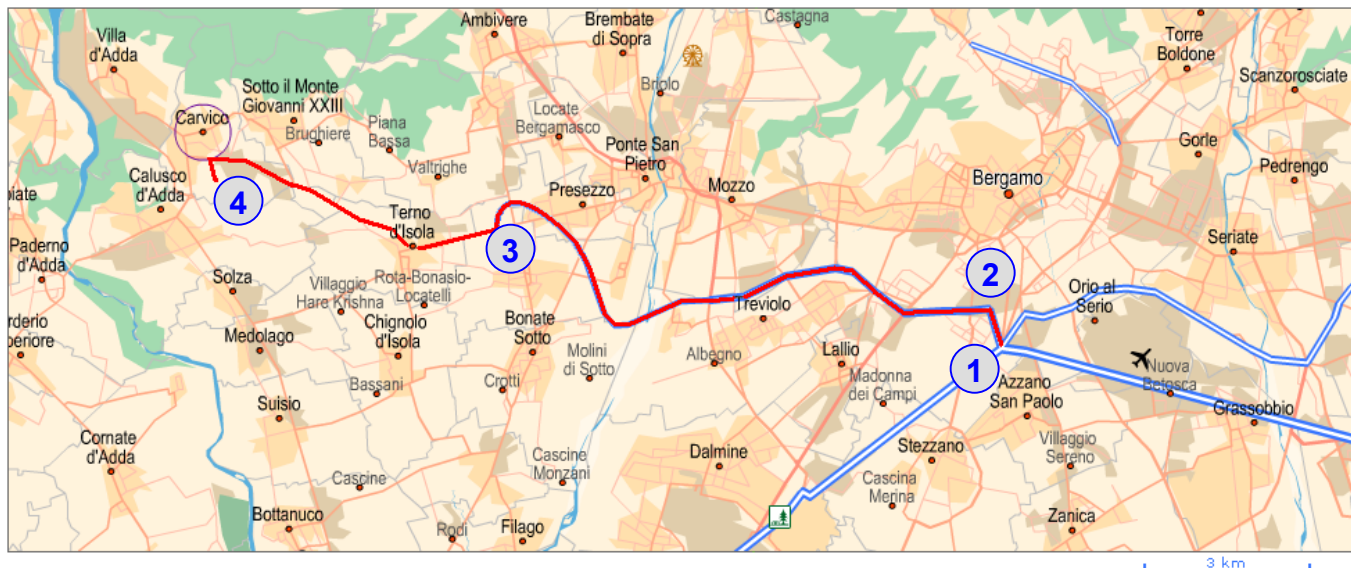 Villa
d'Adda
Ambivere
Brembate
di Sopra
Castagna
Torre
Boldone
Scanzorosciate
Sotto il Monte
Giovanni XXIII
Briolo
Carvico
Brughiere
Piana
Bassa
Locate
Bergamasco
Ponte San
Pietro
Gorle
Pedrengo
Valtrighe
Calusco
d'Adda
Presezzo
Mozzo
Bergamo
4
Terno
d'Isola
3
Paderno
d'Adda
Seriate
2
Solza
Villaggio
Hare Krishna
Rota-Bonasio-
Locatelli
Treviolo
Orio al
Serio
Medolago
Chignolo
d'Isola
Bonate
Sotto
Molini
di Sotto
Albegno
Lallio
1
Nuova
Bassani
Crotti
Madonna
dei Campi
Azzano
San Paolo
Grassobbio
Suisio
Cornate
d'Adda
Dalmine
Stezzano
Villaggio
Sereno
Cascine
Cascine
Monzani
Cascina
Merina
Bottanuco
Rodi
Filago
Zanica
3 km